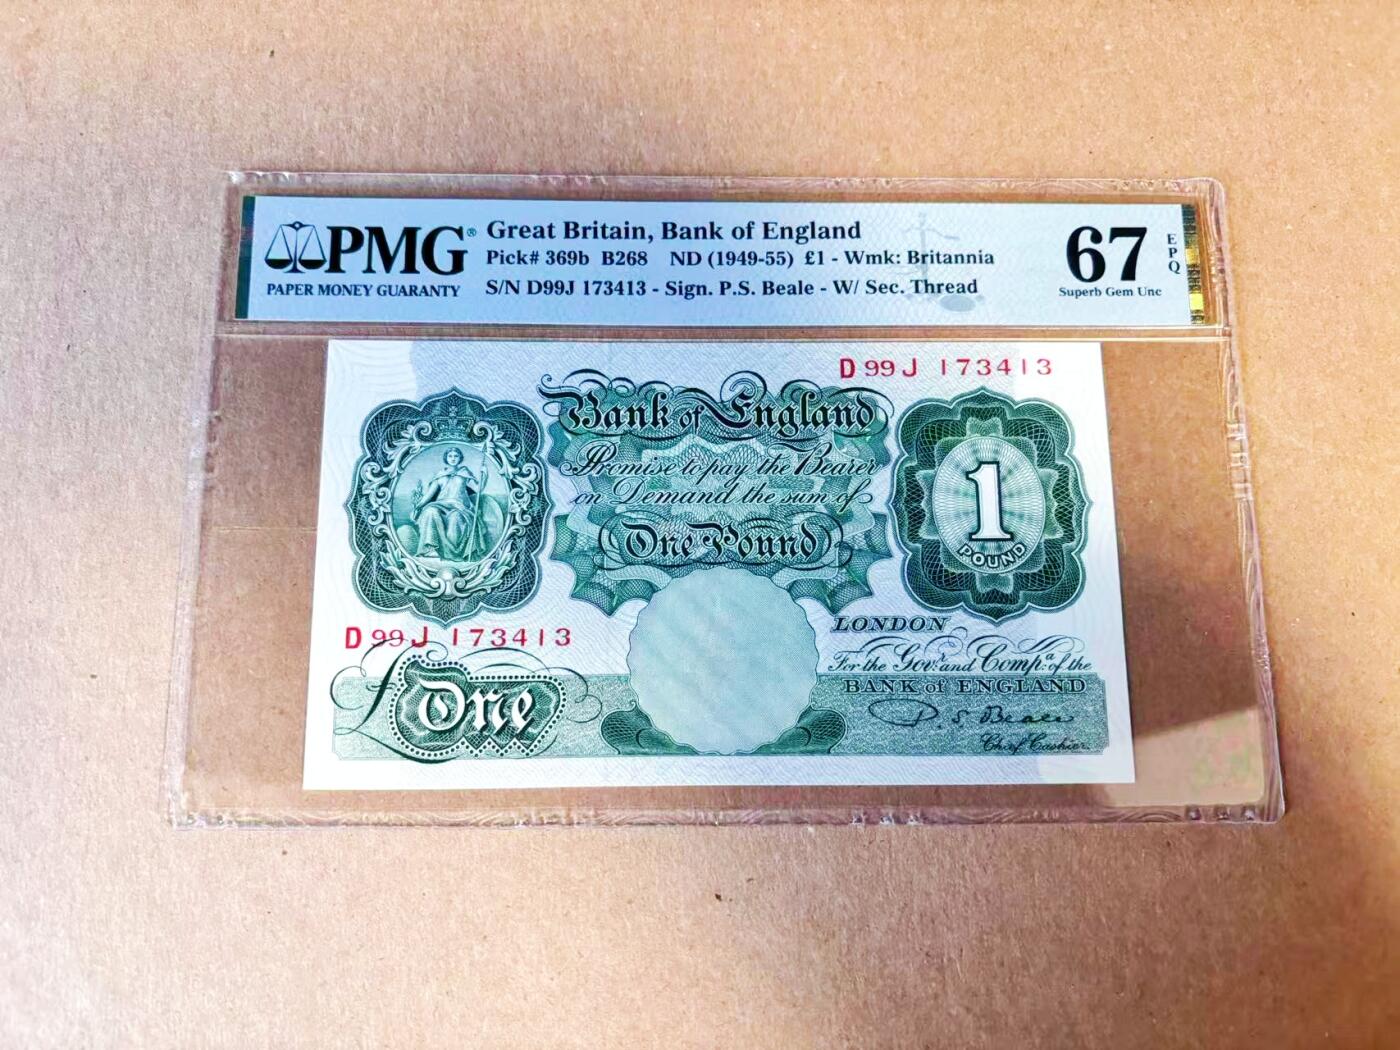 PMG®
PAPER MONEY GUARANTY
Great Britain, Bank of England
Pick# 369b B268 ND (1949-55) £1 - Wmk: Britannia
S/N D99J 173413 - Sign. P.S. Beale - W/ Sec. Thread
67
EPQ
Superb Gem Unc
D99J 173413
Bank of England
Promise to pay the Bearer
on Demand the sum of
One Pound
1
POUND
D99J 173413
LONDON
For the Govr. and Compa. of the
BANK of ENGLAND
P. S. Beale
Chief Cashier.
£One